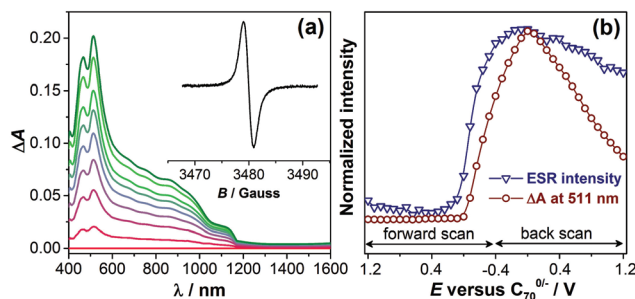 (a)
0.20
0.15
0.10
0.05
0.00
ΔA
3470 3480 3490
B / Gauss
400 600 800 1000 1200 1400 1600
λ / nm
(b)
Normalized intensity
ESR intensity
ΔA at 511 nm
forward scan back scan
1.2 0.4 -0.4 0.4 1.2
E versus C₇₀⁰/⁻ / V